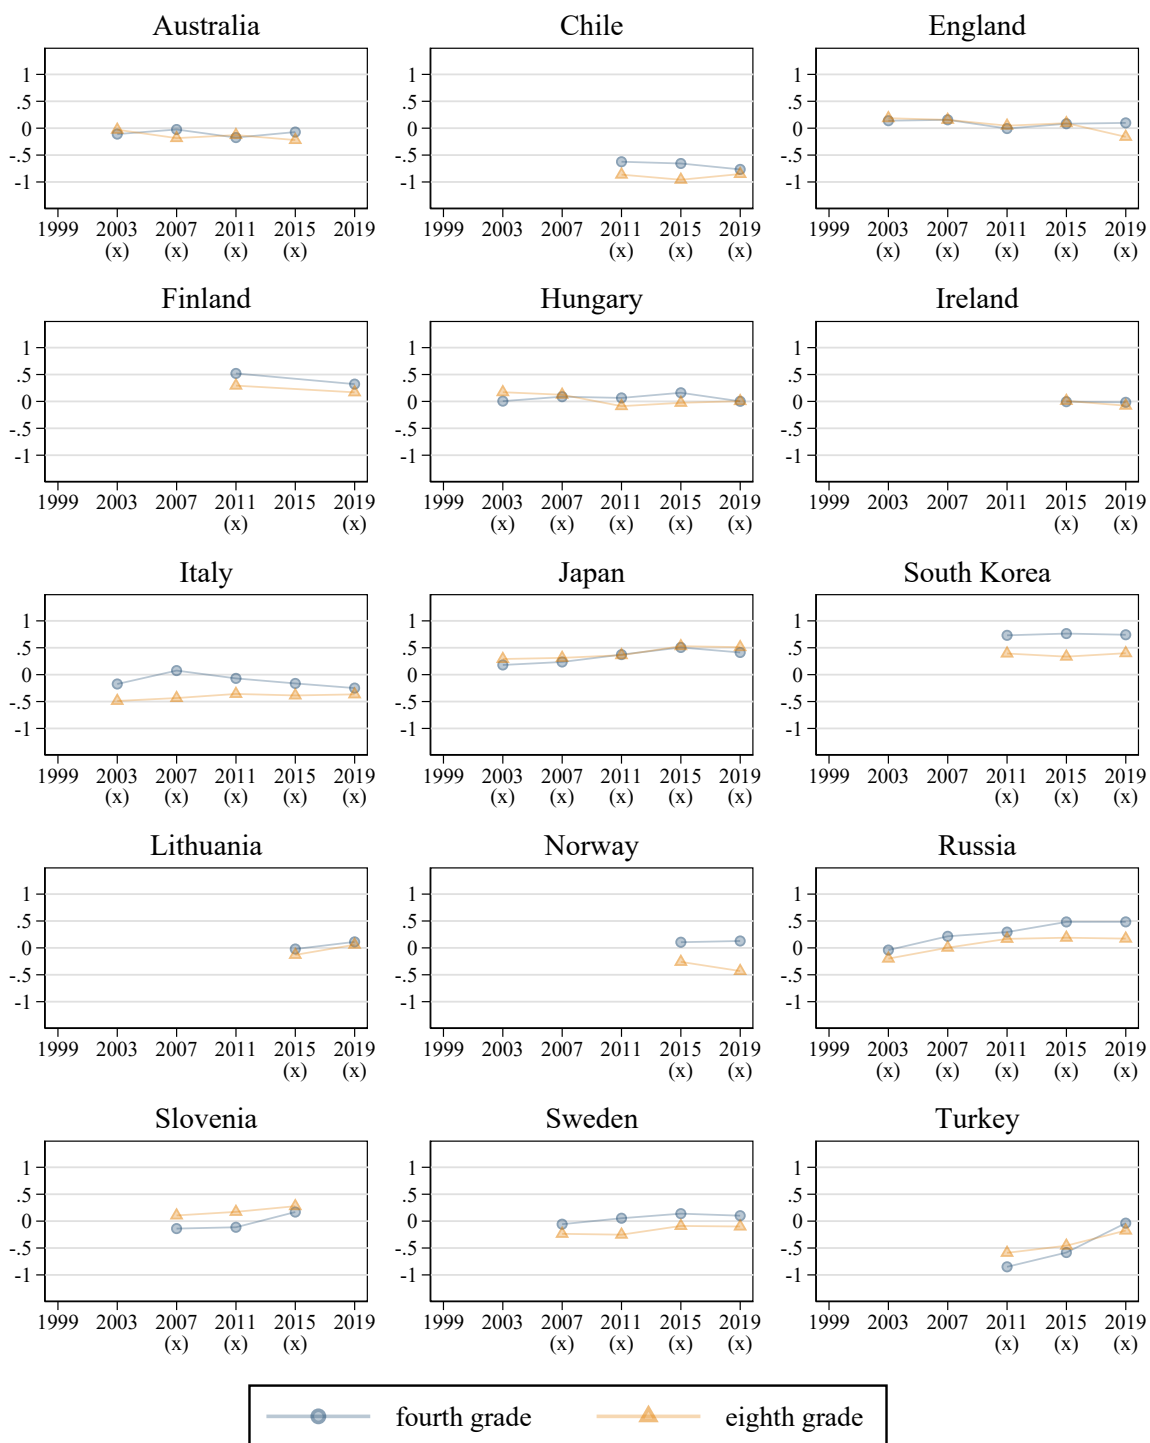 Australia Chile England
1 1 1
.5 .5 .5
0 0 0
-.5 -.5 -.5
-1 -1 -1
1999 2003 2007 2011 2015 2019 1999 2003 2007 2011 2015 2019 1999 2003 2007 2011 2015 2019
(x) (x) (x) (x) (x) (x) (x) (x) (x) (x) (x) (x)
Finland Hungary Ireland
1 1 1
.5 .5 .5
0 0 0
-.5 -.5 -.5
-1 -1 -1
1999 2003 2007 2011 2015 2019 1999 2003 2007 2011 2015 2019 1999 2003 2007 2011 2015 2019
(x) (x) (x) (x) (x) (x) (x) (x) (x)
Italy Japan South Korea
1 1 1
.5 .5 .5
0 0 0
-.5 -.5 -.5
-1 -1 -1
1999 2003 2007 2011 2015 2019 1999 2003 2007 2011 2015 2019 1999 2003 2007 2011 2015 2019
(x) (x) (x) (x) (x) (x) (x) (x) (x) (x) (x) (x) (x)
Lithuania Norway Russia
1 1 1
.5 .5 .5
0 0 0
-.5 -.5 -.5
-1 -1 -1
1999 2003 2007 2011 2015 2019 1999 2003 2007 2011 2015 2019 1999 2003 2007 2011 2015 2019
(x) (x) (x) (x) (x) (x) (x) (x) (x)
Slovenia Sweden Turkey
1 1 1
.5 .5 .5
0 0 0
-.5 -.5 -.5
-1 -1 -1
1999 2003 2007 2011 2015 2019 1999 2003 2007 2011 2015 2019 1999 2003 2007 2011 2015 2019
(x) (x) (x) (x) (x) (x) (x) (x) (x) (x)
fourth grade eighth grade